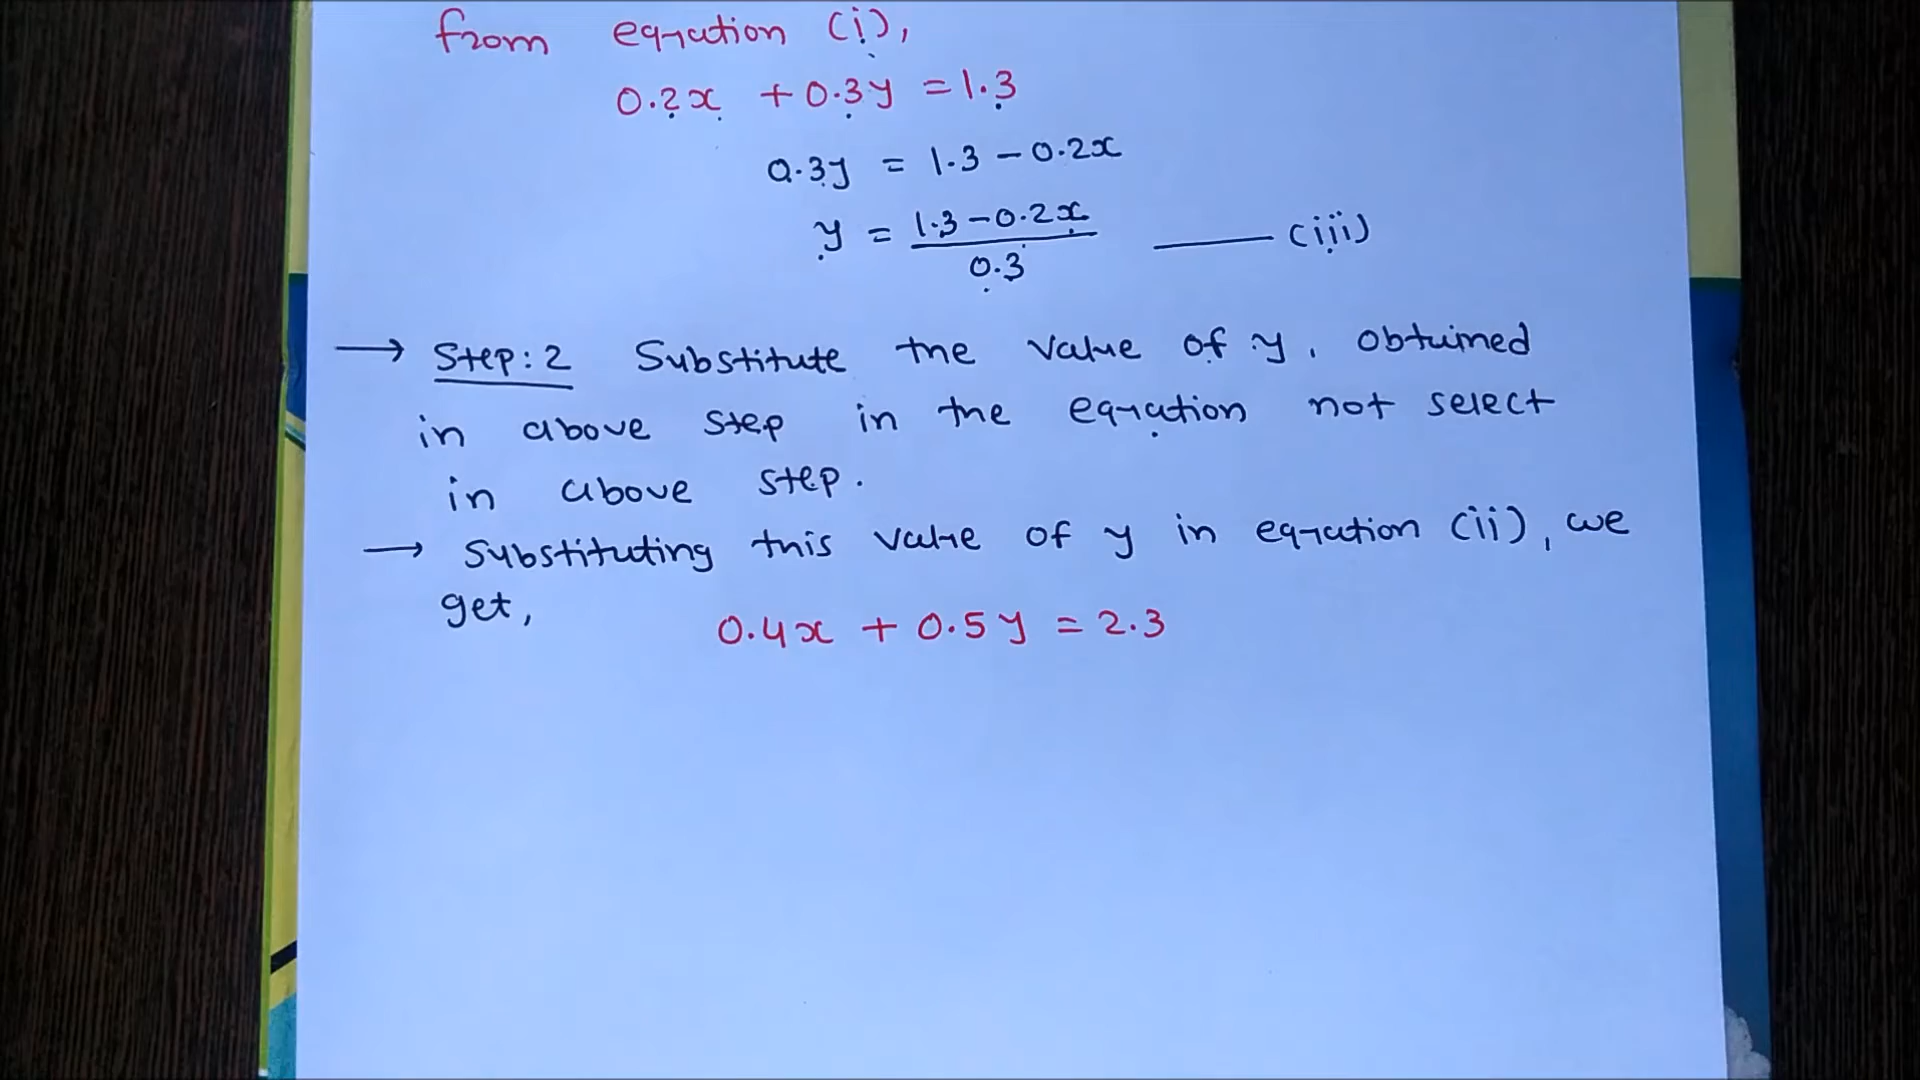 from equation (i),
0.2x + 0.3y = 1.3
0.3y = 1.3 - 0.2x
y = 1.3 - 0.2x / 0.3 —— (iii)
→ Step: 2 Substitute the value of y, obtained
in above step in the equation not select
in above step.
→ Substituting this value of y in equation (ii), we
get,
0.4x + 0.5y = 2.3